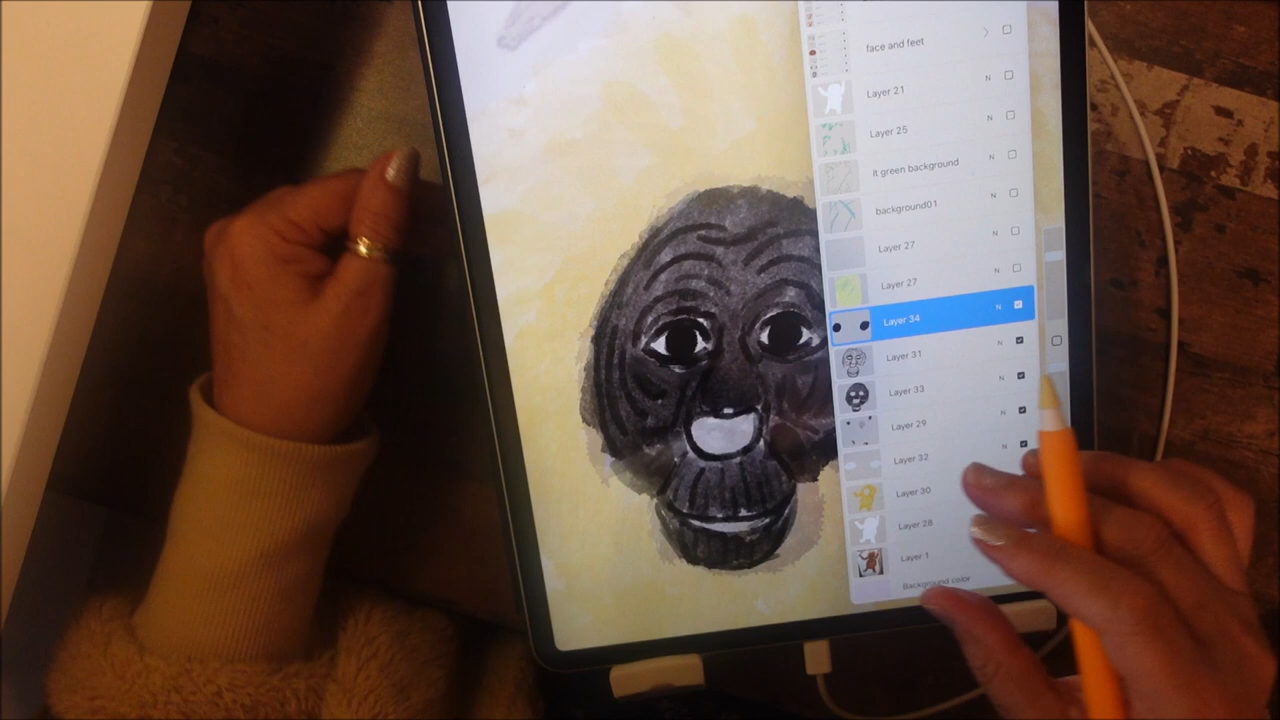 face and feet
Layer 21
N
Layer 25
N
lt green background
N
background01
N
Layer 27
N
Layer 27
N
Layer 34
N
Layer 31
N
Layer 33
N
Layer 29
N
Layer 32
N
Layer 30
Layer 28
Layer 1
Background color